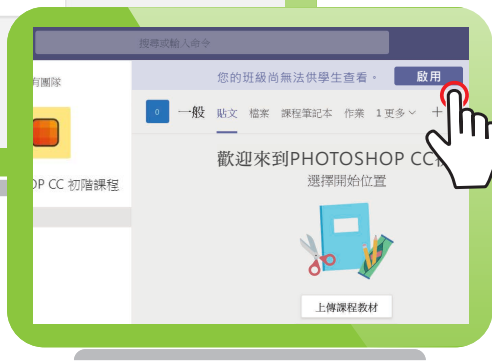 搜尋或輸入命令
有團隊
您的班級尚無法供學生查看。 啟用
一般 貼文 檔案 課程筆記本 作業 1 更多 +
OP CC 初階課程
歡迎來到PHOTOSHOP CC初
選擇開始位置
上傳課程教材